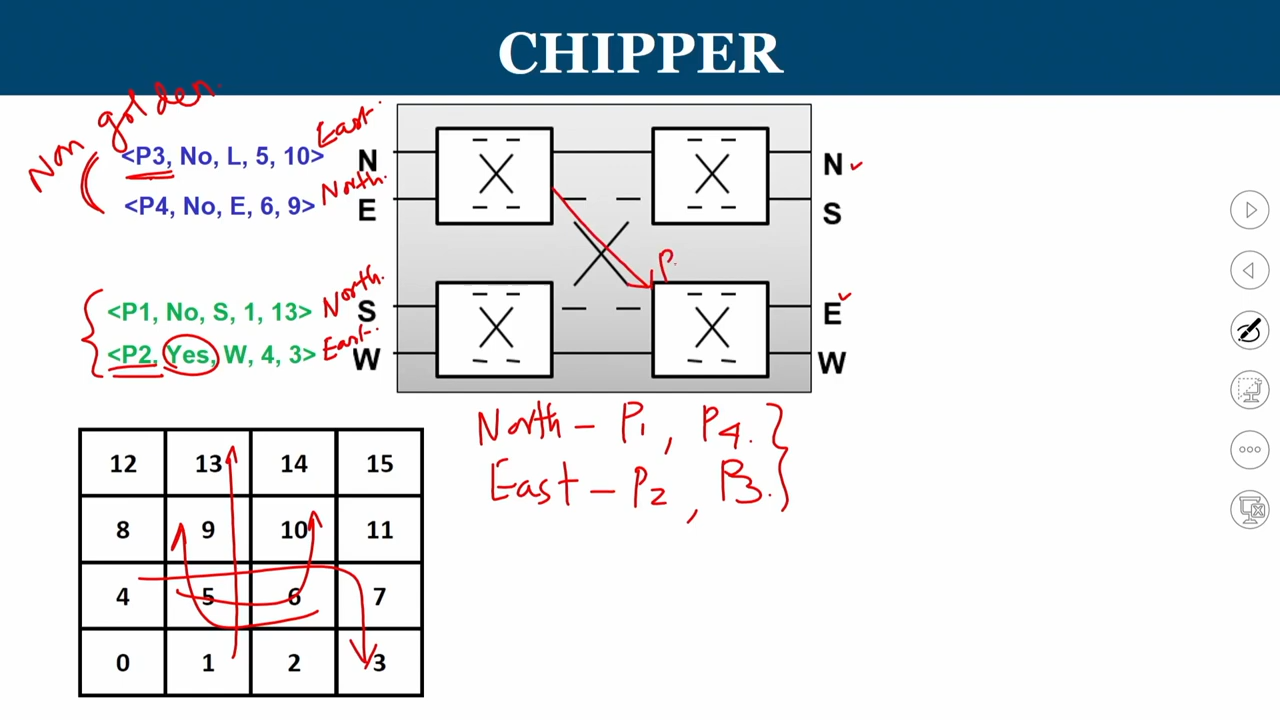 CHIPPER
Non golden.
<P3, No, L, 5, 10> East
<P4, No, E, 6, 9> North
N
E
<P1, No, S, 1, 13> North.
<P2, Yes, W, 4, 3> East
S
W
N
S
E
W
P
North - P1, P4.
East - P2, P3.
12 13 14 15
8 9 10 11
4 5 6 7
0 1 2 3